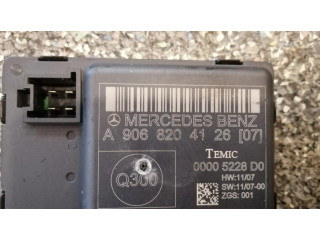 MERCEDES BENZ
A 906 820 41 26 [07]
TEMIC
0000 5228 D0
Q300
HW:11/07
SW:11/07-00
ZGS: 001